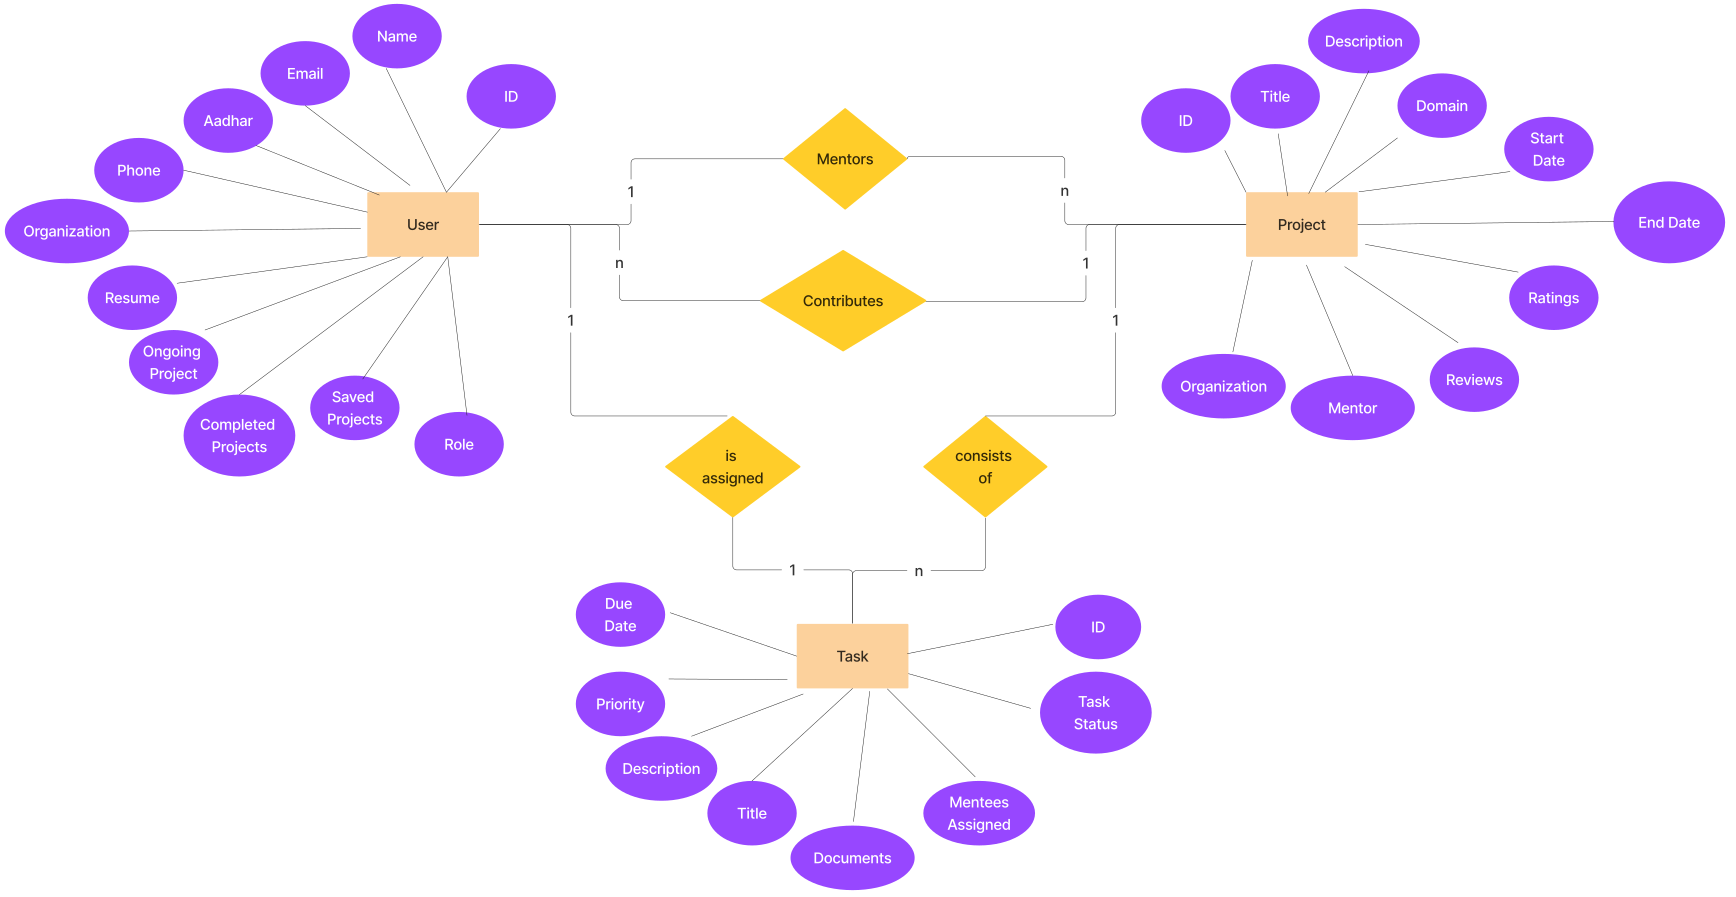 Name
Email
ID
Aadhar
Phone
Organization
User
Resume
Ongoing
Project
Completed
Projects
Saved
Projects
Role
Mentors
1
n
Contributes
n
1
Description
Title
Domain
ID
Start
Date
Project
End Date
Ratings
Reviews
Mentor
Organization
1
1
is
assigned
consists
of
1
n
Due
Date
Task
ID
Priority
Task
Status
Description
Title
Documents
Mentees
Assigned